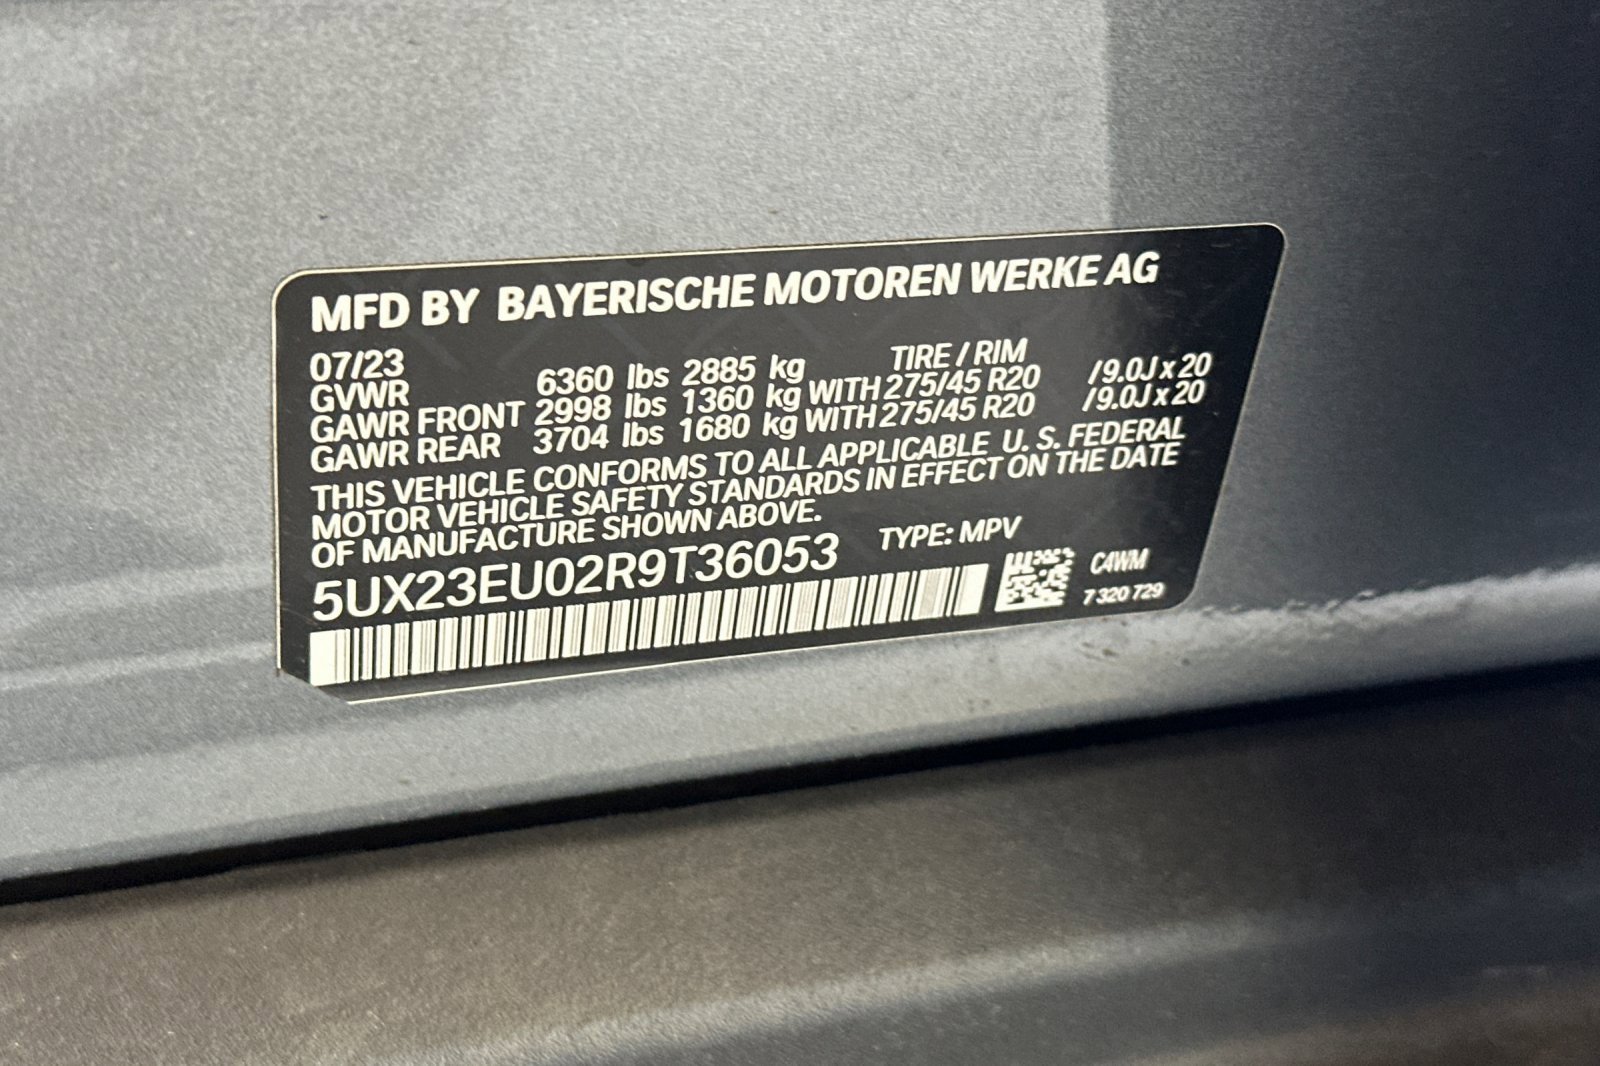 MFD BY BAYERISCHE MOTOREN WERKE AG
07/23 TIRE / RIM
GVWR 6360 lbs 2885 kg
GAWR FRONT 2998 lbs 1360 kg WITH 275/45 R20 /9.0J x 20
GAWR REAR 3704 lbs 1680 kg WITH 275/45 R20 /9.0J x 20
THIS VEHICLE CONFORMS TO ALL APPLICABLE U. S. FEDERAL
MOTOR VEHICLE SAFETY STANDARDS IN EFFECT ON THE DATE
OF MANUFACTURE SHOWN ABOVE.
5UX23EU02R9T36053 TYPE: MPV
C4WM
7 320 729